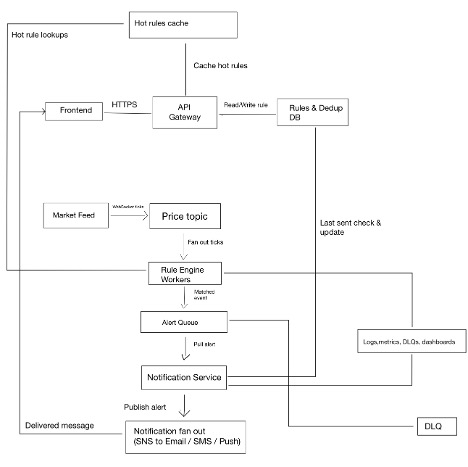 Hot rules cache
Hot rule lookups
Cache hot rules
Frontend
HTTPS
API
Gateway
Read/Write rule
Rules & Dedup
DB
Market Feed
WebSocket ticks
Price topic
Last sent check &
update
Fan out ticks
Rule Engine
Workers
Matched
event
Alert Queue
Logs,metrics, DLQs, dashboards
Pull alert
Notification Service
Publish alert
Delivered message
Notification fan out
(SNS to Email / SMS / Push)
DLQ